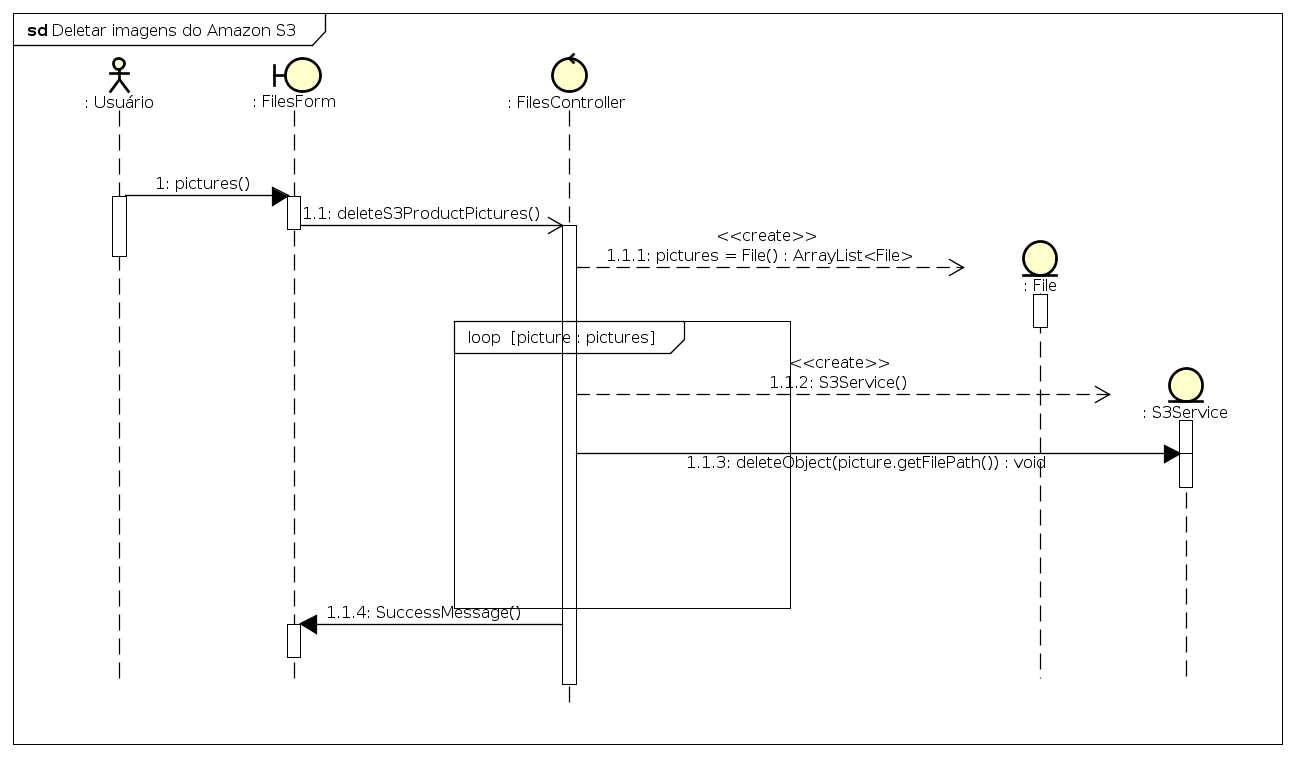 sd Deletar imagens do Amazon S3
: Usuário
: FilesForm
: FilesController
1: pictures()
1.1: deleteS3ProductPictures()
<<create>>
1.1.1: pictures = File() : ArrayList<File>
: File
loop [picture : pictures]
<<create>>
1.1.2: S3Service()
: S3Service
1.1.3: deleteObject(picture.getFilePath()) : void
1.1.4: SuccessMessage()